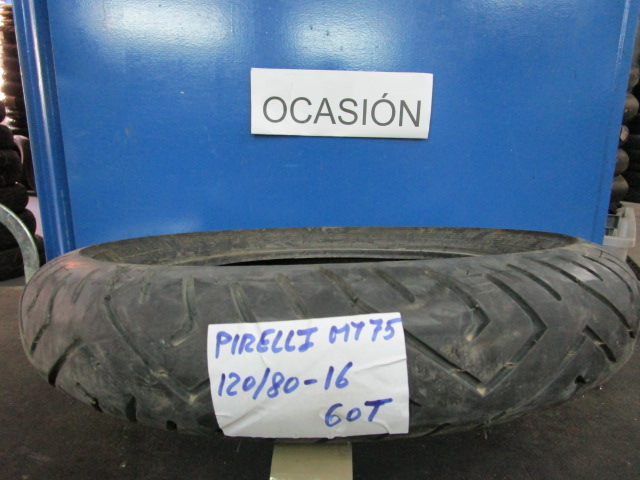 OCASIÓN
PIRELLI MT75
120/80-16
60T